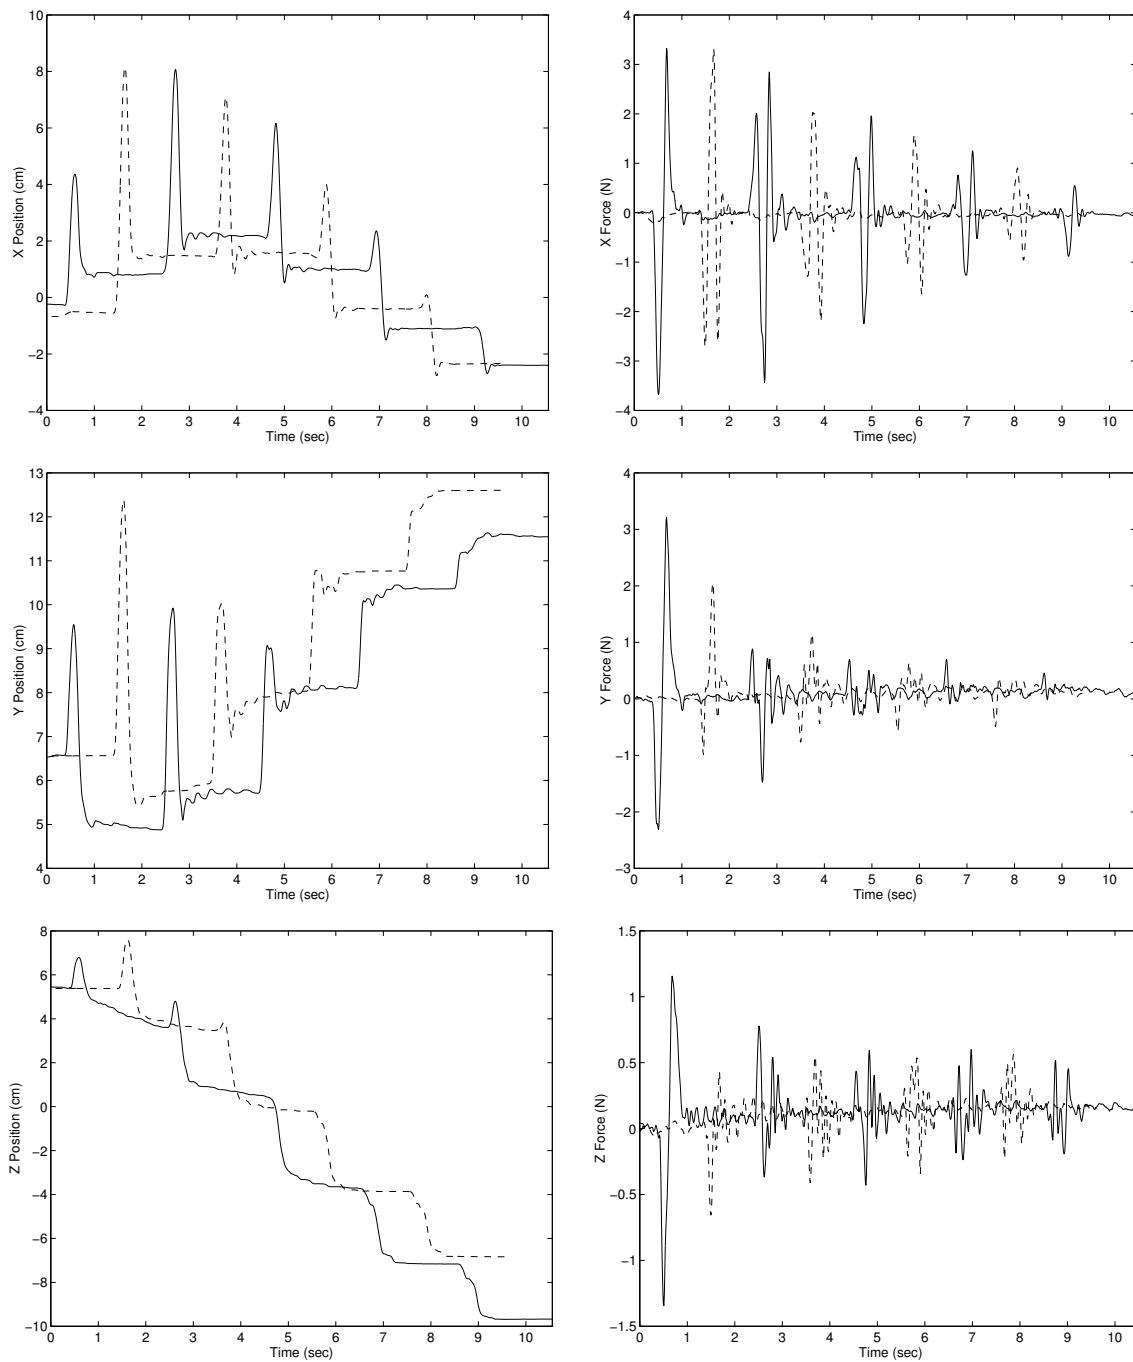 10
8
6
4
2
0
−2
−4
X Position (cm)
0 1 2 3 4 5 6 7 8 9 10
Time (sec)
4
3
2
1
0
−1
−2
−3
−4
X Force (N)
0 1 2 3 4 5 6 7 8 9 10
Time (sec)
13
12
11
10
9
8
7
6
5
4
Y Position (cm)
0 1 2 3 4 5 6 7 8 9 10
Time (sec)
4
3
2
1
0
−1
−2
−3
Y Force (N)
0 1 2 3 4 5 6 7 8 9 10
Time (sec)
8
6
4
2
0
−2
−4
−6
−8
−10
Z Position (cm)
0 1 2 3 4 5 6 7 8 9 10
Time (sec)
1.5
1
0.5
0
−0.5
−1
−1.5
Z Force (N)
0 1 2 3 4 5 6 7 8 9 10
Time (sec)